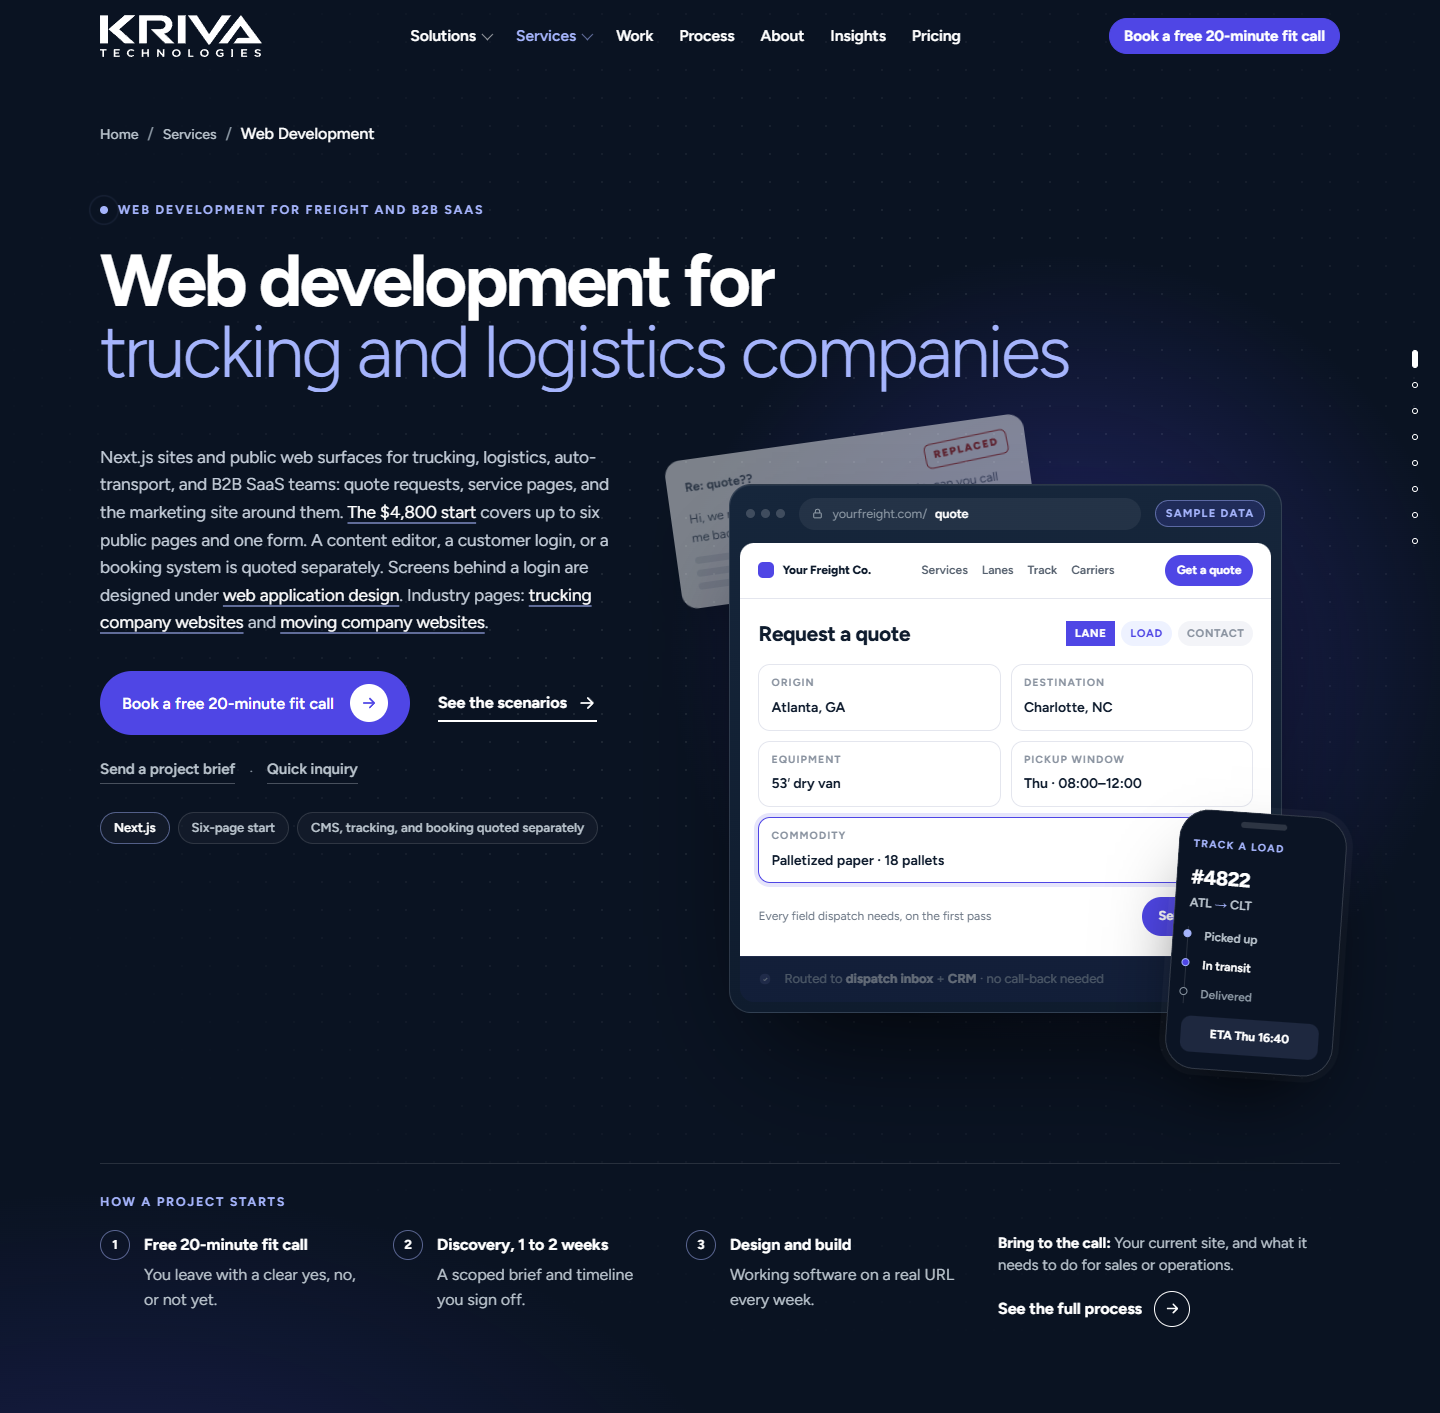 KRIVA
TECHNOLOGIES
Solutions
Services
Work
Process
About
Insights
Pricing
Book a free 20-minute fit call
Home / Services / Web Development
WEB DEVELOPMENT FOR FREIGHT AND B2B SAAS
Web development for
trucking and logistics companies
Next.js sites and public web surfaces for trucking, logistics, auto-
transport, and B2B SaaS teams: quote requests, service pages, and
the marketing site around them. The $4,800 start covers up to six
public pages and one form. A content editor, a customer login, or a
booking system is quoted separately. Screens behind a login are
designed under web application design. Industry pages: trucking
company websites and moving company websites.
Book a free 20-minute fit call
See the scenarios
Send a project brief · Quick inquiry
Next.js
Six-page start
CMS, tracking, and booking quoted separately
REPLACED
Re: quote??
you call
Hi, we
me
yourfreight.com/ quote
SAMPLE DATA
Your Freight Co.
Services
Lanes
Track
Carriers
Get a quote
Request a quote
LANE
LOAD
CONTACT
ORIGIN
Atlanta, GA
DESTINATION
Charlotte, NC
EQUIPMENT
53′ dry van
PICKUP WINDOW
Thu · 08:00–12:00
COMMODITY
Palletized paper · 18 pallets
Every field dispatch needs, on the first pass
Se
Routed to dispatch inbox + CRM · no call-back needed
TRACK A LOAD
#4822
ATL → CLT
Picked up
In transit
Delivered
ETA Thu 16:40
HOW A PROJECT STARTS
1
Free 20-minute fit call
You leave with a clear yes, no,
or not yet.
2
Discovery, 1 to 2 weeks
A scoped brief and timeline
you sign off.
3
Design and build
Working software on a real URL
every week.
Bring to the call: Your current site, and what it
needs to do for sales or operations.
See the full process